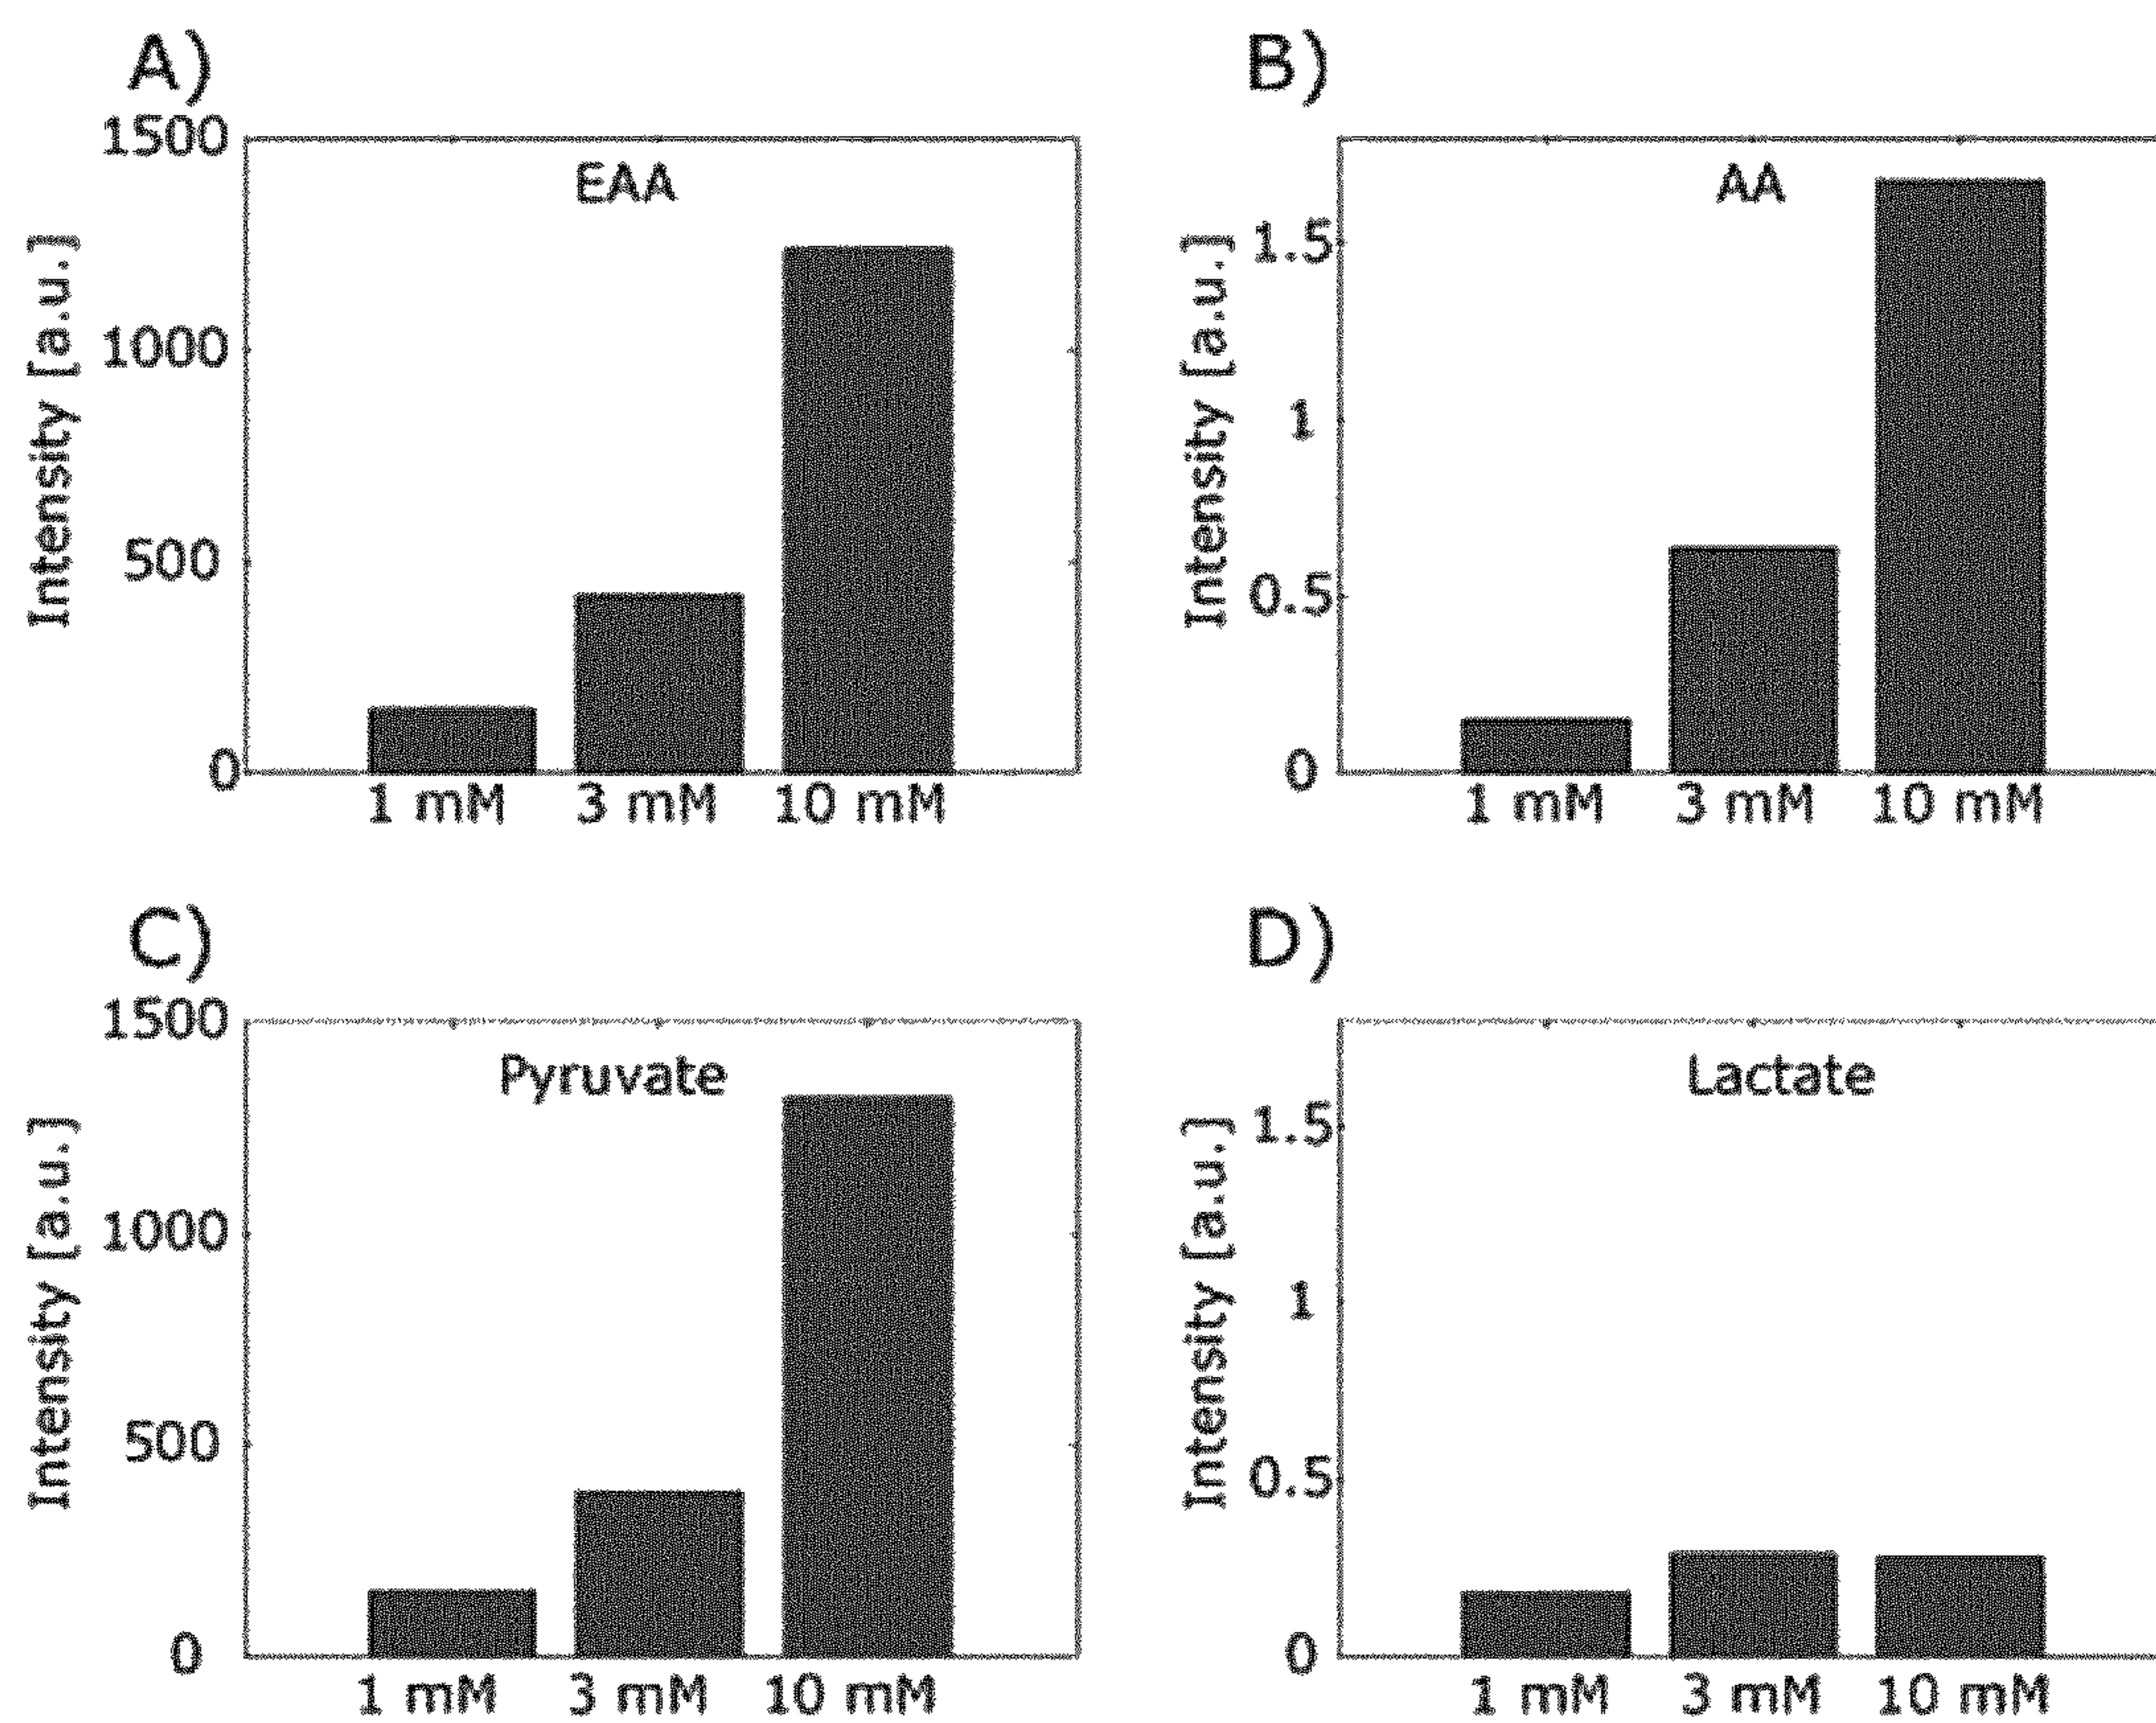 A)
1500
EAA
1000
500
0
Intensity [a.u.]
1 mM 3 mM 10 mM
B)
AA
1.5
1
0.5
0
Intensity [a.u.]
1 mM 3 mM 10 mM
C)
1500
Pyruvate
1000
500
0
Intensity [a.u.]
1 mM 3 mM 10 mM
D)
Lactate
1.5
1
0.5
0
Intensity [a.u.]
1 mM 3 mM 10 mM